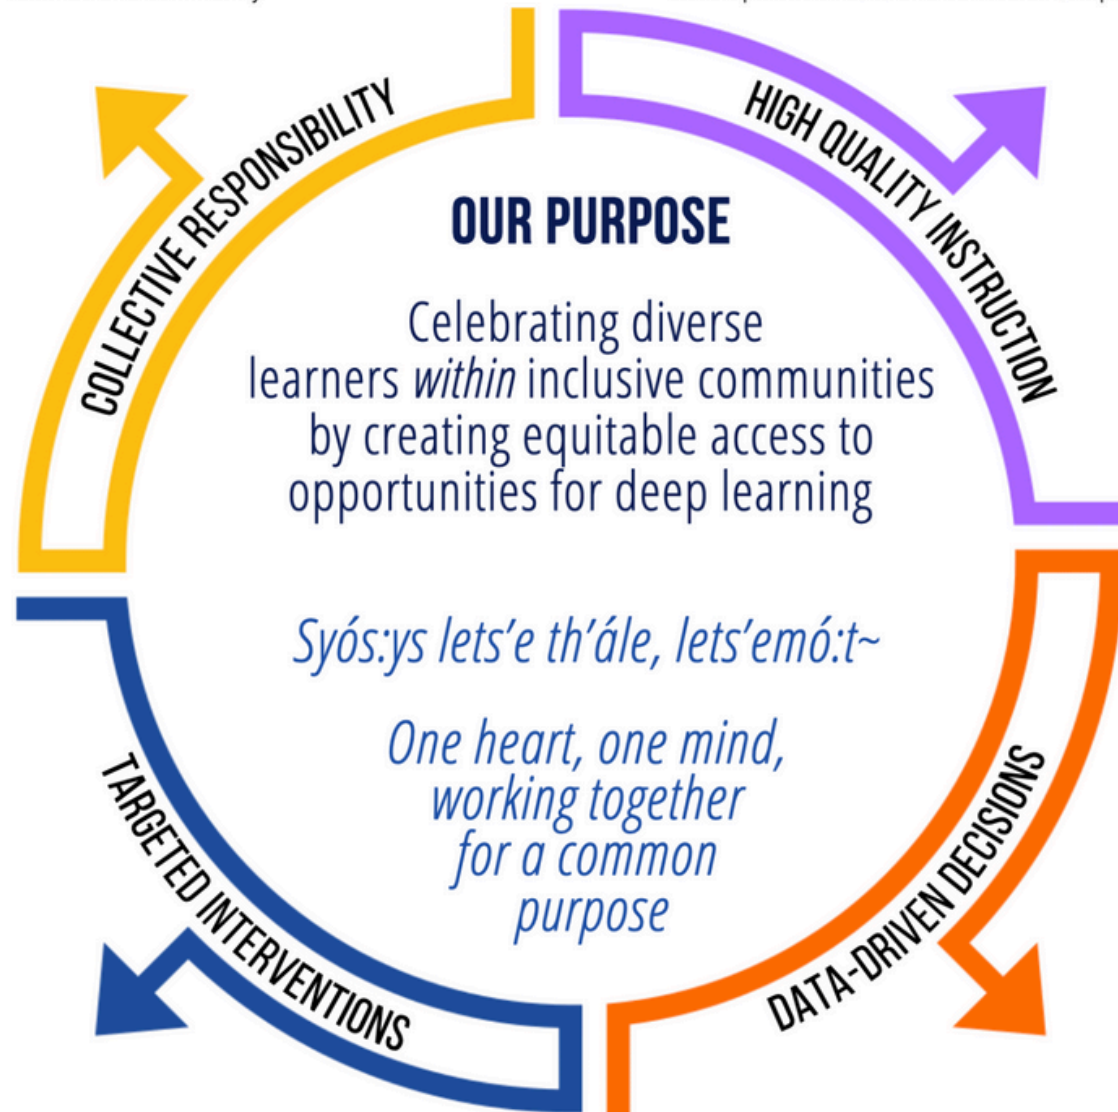 COLLECTIVE RESPONSIBILITY
HIGH QUALITY INSTRUCTION
OUR PURPOSE
Celebrating diverse
learners within inclusive communities
by creating equitable access to
opportunities for deep learning
Syós:ys lets’e th’ále, lets’emó:t~
One heart, one mind,
working together
for a common
purpose
TARGETED INTERVENTIONS
DATA-DRIVEN DECISIONS